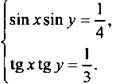 sin x sin y = 1/4,
tg x tg y = 1/3.